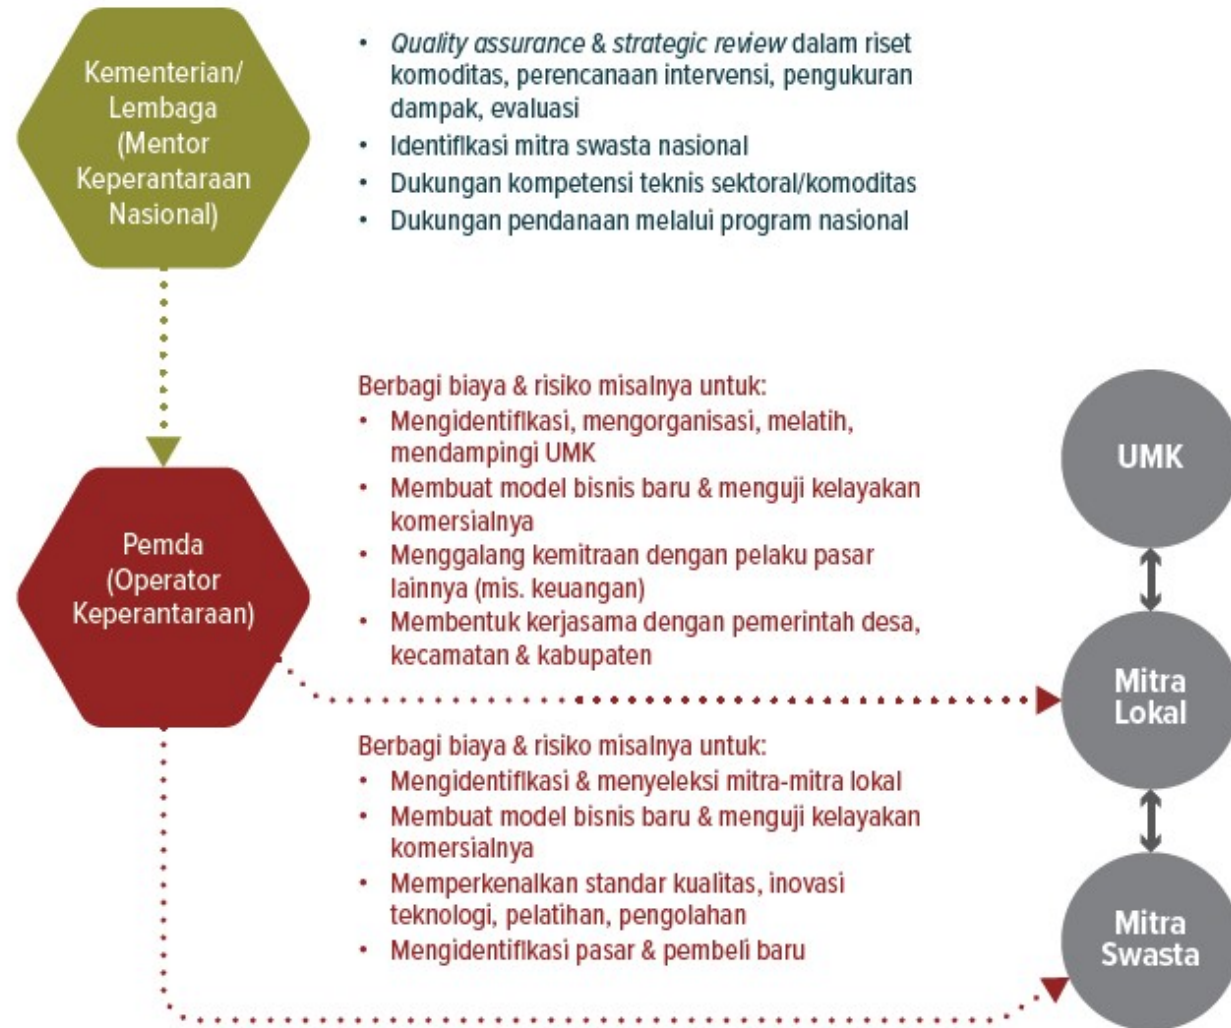 Kementerian/
Lembaga
(Mentor
Keperantaraan
Nasional)
• Quality assurance & strategic review dalam riset
komoditas, perencanaan intervensi, pengukuran
dampak, evaluasi
• Identifikasi mitra swasta nasional
• Dukungan kompetensi teknis sektoral/komoditas
• Dukungan pendanaan melalui program nasional
Pemda
(Operator
Keperantaraan)
Berbagi biaya & risiko misalnya untuk:
• Mengidentifikasi, mengorganisasi, melatih,
mendampingi UMK
• Membuat model bisnis baru & menguji kelayakan
komersialnya
• Menggalang kemitraan dengan pelaku pasar
lainnya (mis. keuangan)
• Membentuk kerjasama dengan pemerintah desa,
kecamatan & kabupaten
Berbagi biaya & risiko misalnya untuk:
• Mengidentifikasi & menyeleksi mitra-mitra lokal
• Membuat model bisnis baru & menguji kelayakan
komersialnya
• Memperkenalkan standar kualitas, inovasi
teknologi, pelatihan, pengolahan
• Mengidentifikasi pasar & pembeli baru
UMK
Mitra
Lokal
Mitra
Swasta